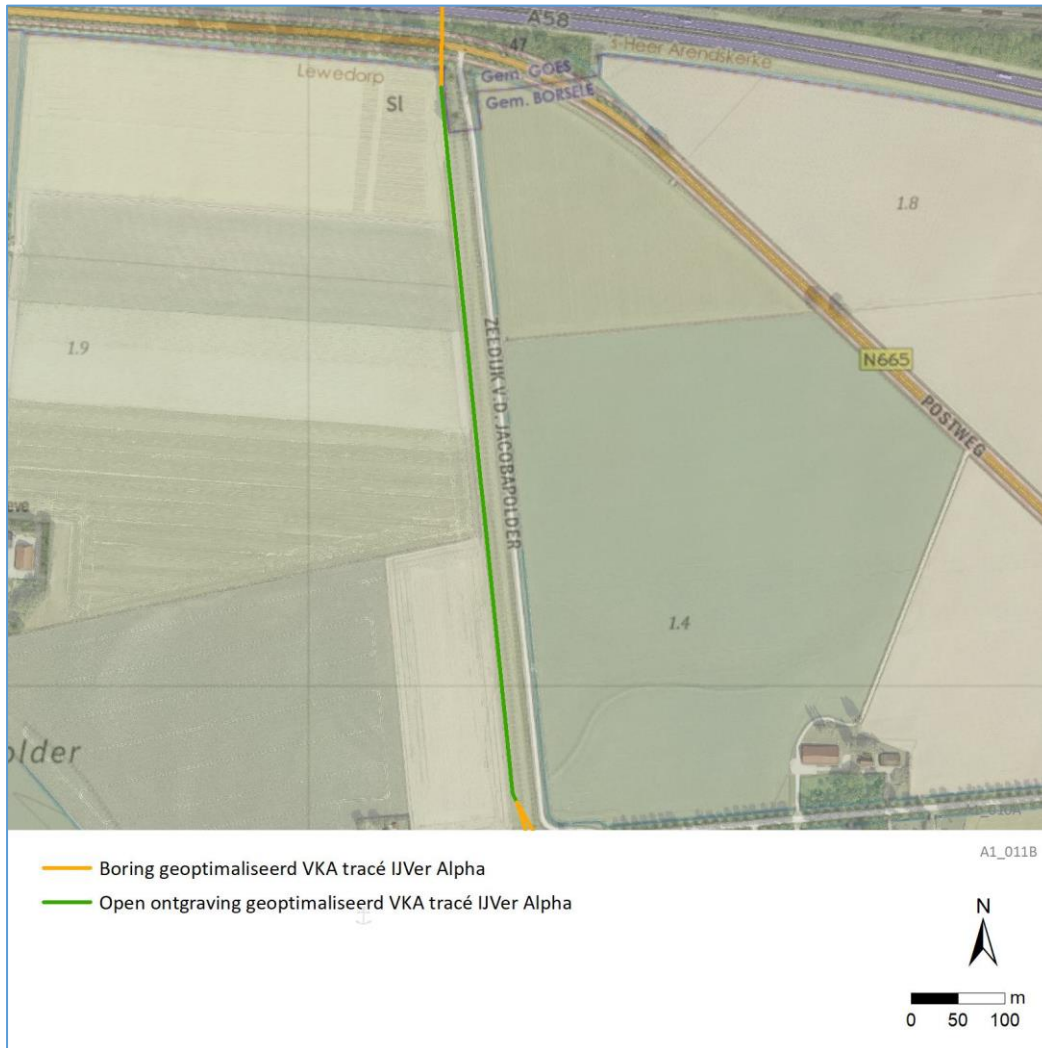 A58
47
's-Heer Arendskerke
Lewedorp
Gem. GOES
Sl
Gem. BORSELE
1.8
ZEEDIJK V.D. JACOBAPOLDER
1.9
N665
POSTWEG
eve
1.4
older
A1_011B
Boring geoptimaliseerd VKA tracé IJVer Alpha
Open ontgraving geoptimaliseerd VKA tracé IJVer Alpha
N
m
0 50 100